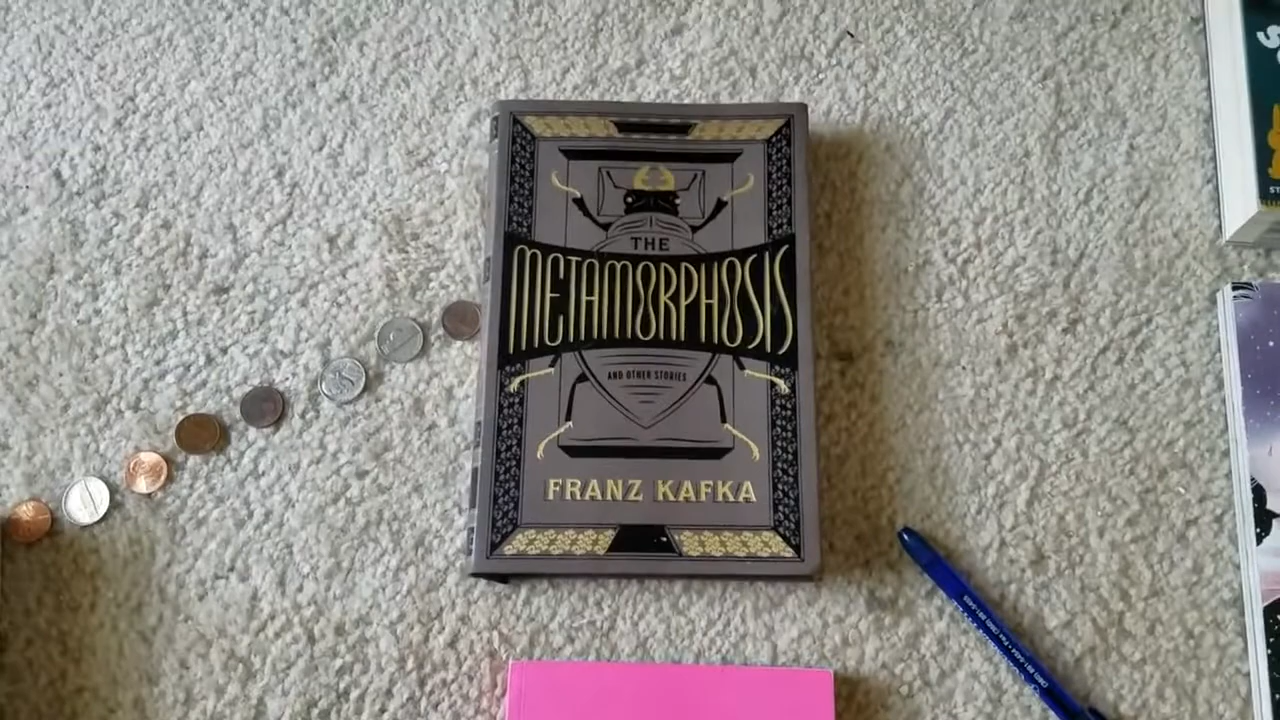 THE
METAMORPHOSIS
AND OTHER STORIES
FRANZ KAFKA